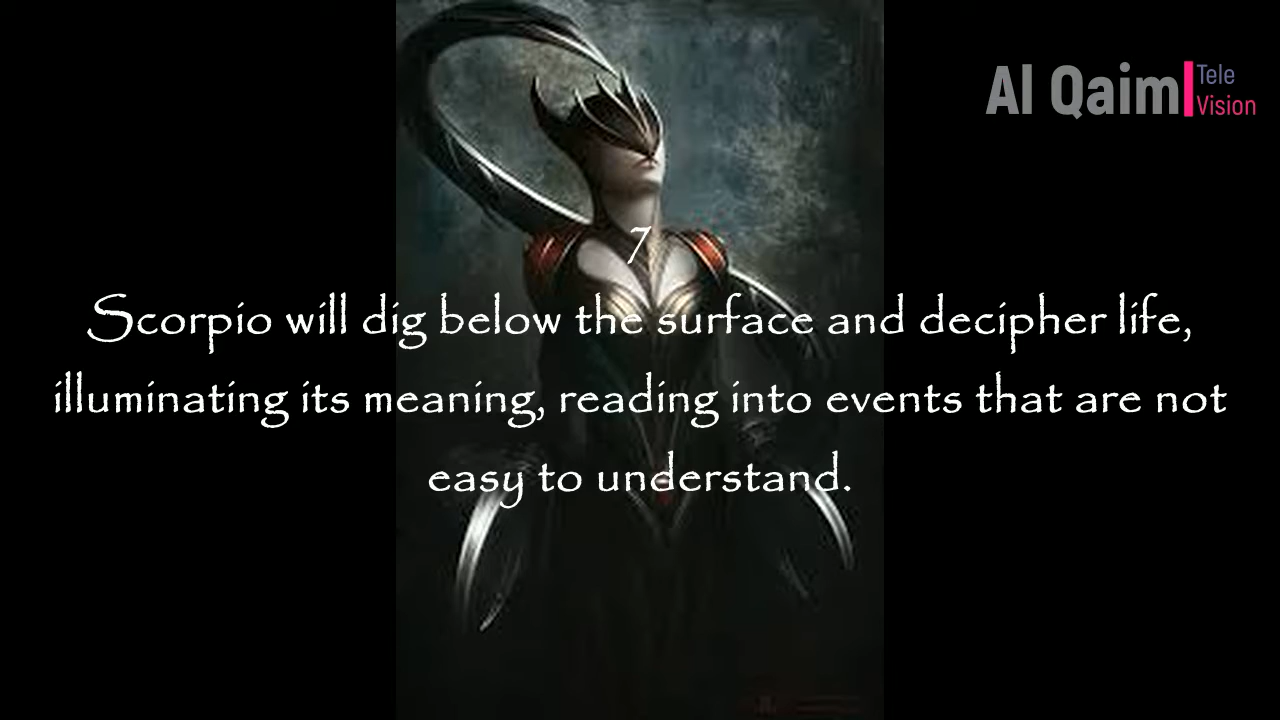 Al Qaim
Tele
Vision
7
Scorpio will dig below the surface and decipher life,
illuminating its meaning, reading into events that are not
easy to understand.